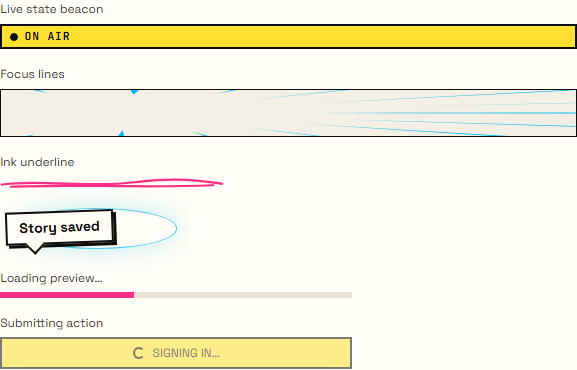 Live state beacon
ON AIR
Focus lines
Ink underline
Story saved
Loading preview...
Submitting action
SIGNING IN...